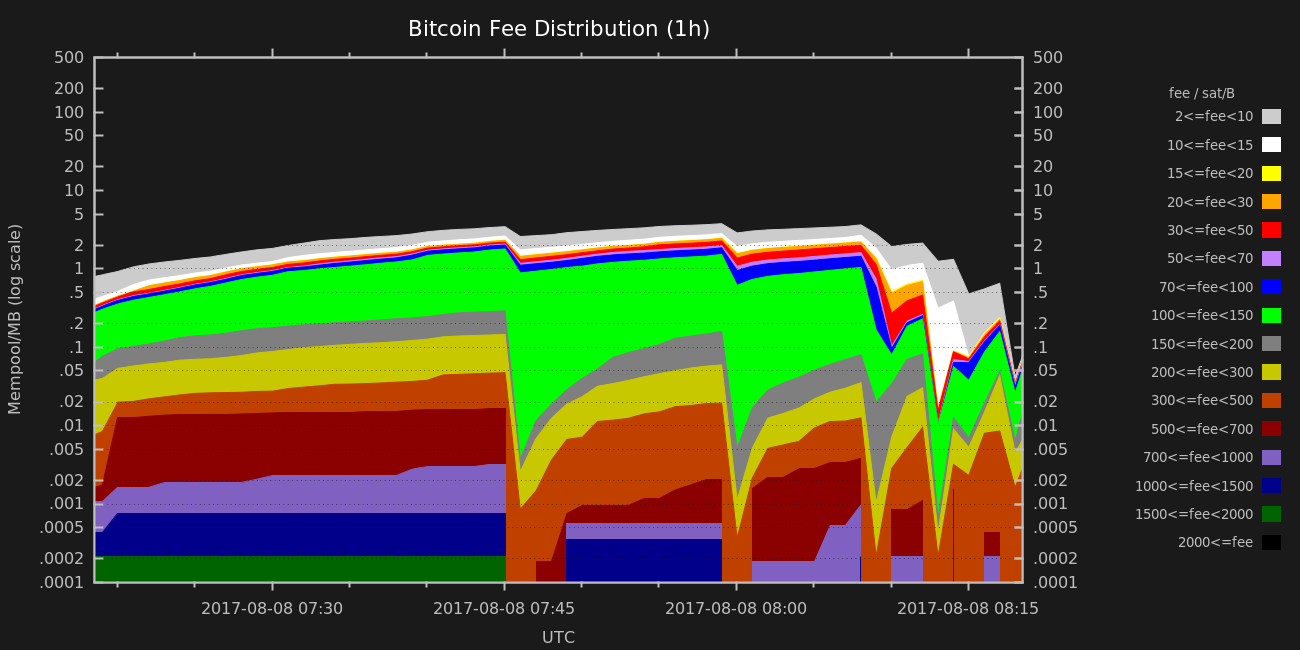 Bitcoin Fee Distribution (1h)
500 500
200 200
100 100
50 50
20 20
10 10
5 5
2 2
1 1
.5 .5
.2 .2
.1 .1
.05 .05
.02 .02
.01 .01
.005 .005
.002 .002
.001 .001
.0005 .0005
.0002 .0002
.0001 .0001
Mempool/MB (log scale)
2017-08-08 07:30 2017-08-08 07:45 2017-08-08 08:00 2017-08-08 08:15
UTC
fee / sat/B
2<=fee<10
10<=fee<15
15<=fee<20
20<=fee<30
30<=fee<50
50<=fee<70
70<=fee<100
100<=fee<150
150<=fee<200
200<=fee<300
300<=fee<500
500<=fee<700
700<=fee<1000
1000<=fee<1500
1500<=fee<2000
2000<=fee